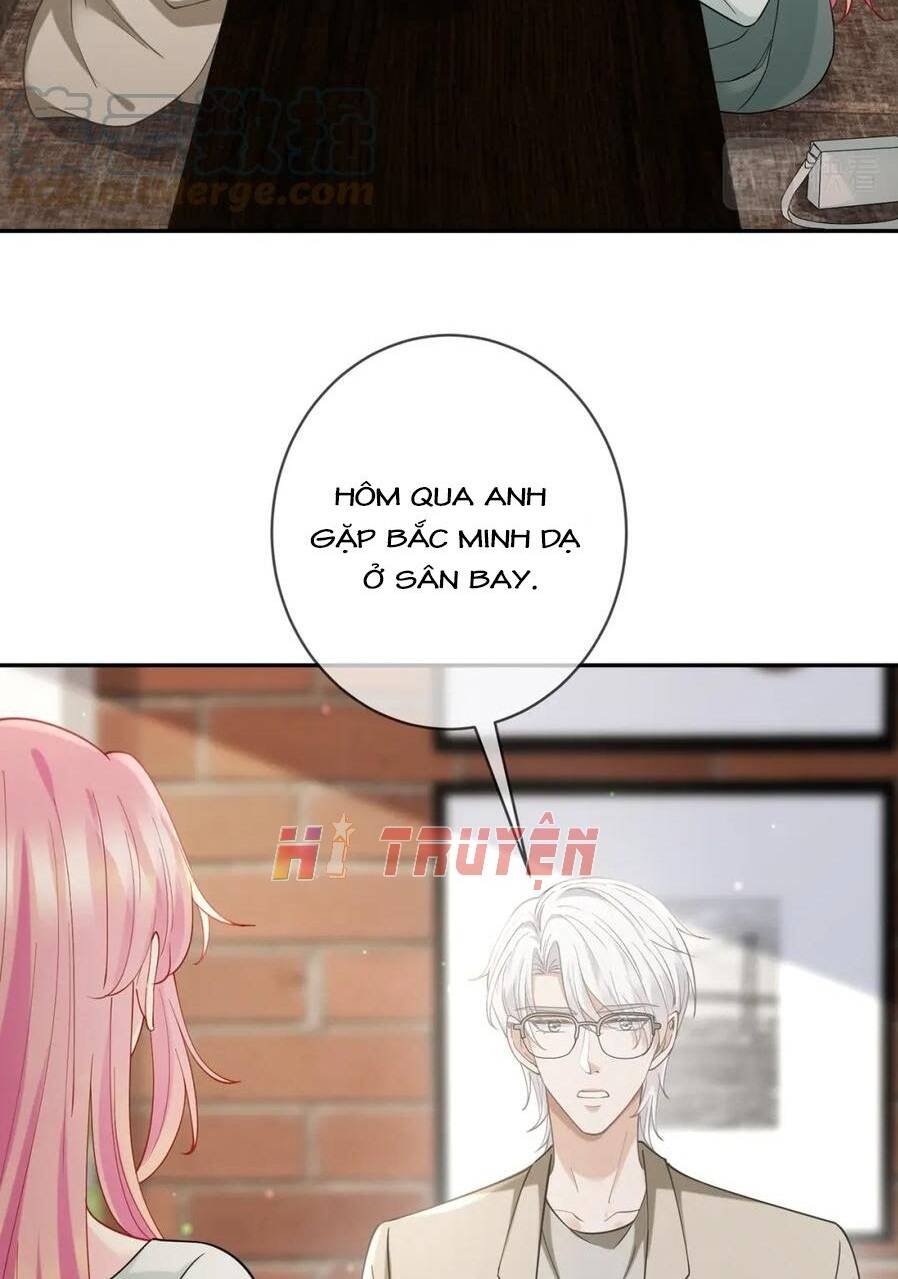 HÔM QUA ANH
GẶP BẮC MINH DẠ
Ở SÂN BAY.
HI TRUYỆN